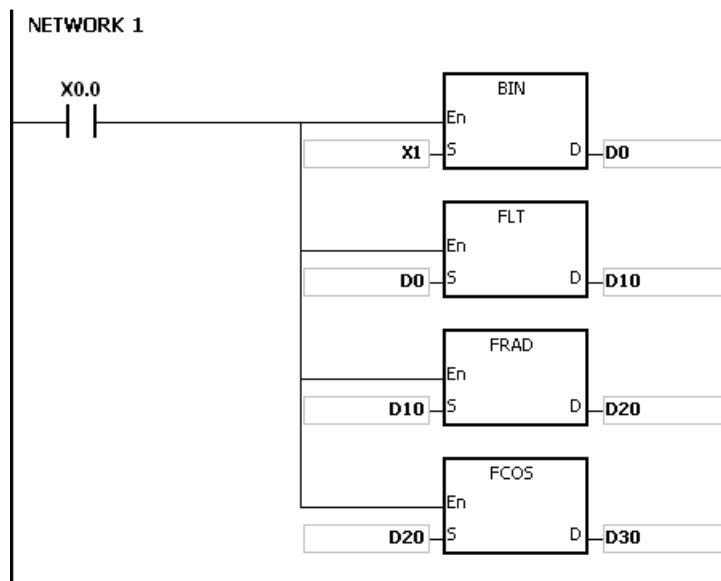 NETWORK 1
X0.0
BIN
En
X1 S D D0
FLT
En
D0 S D D10
FRAD
En
D10 S D D20
FCOS
En
D20 S D D30